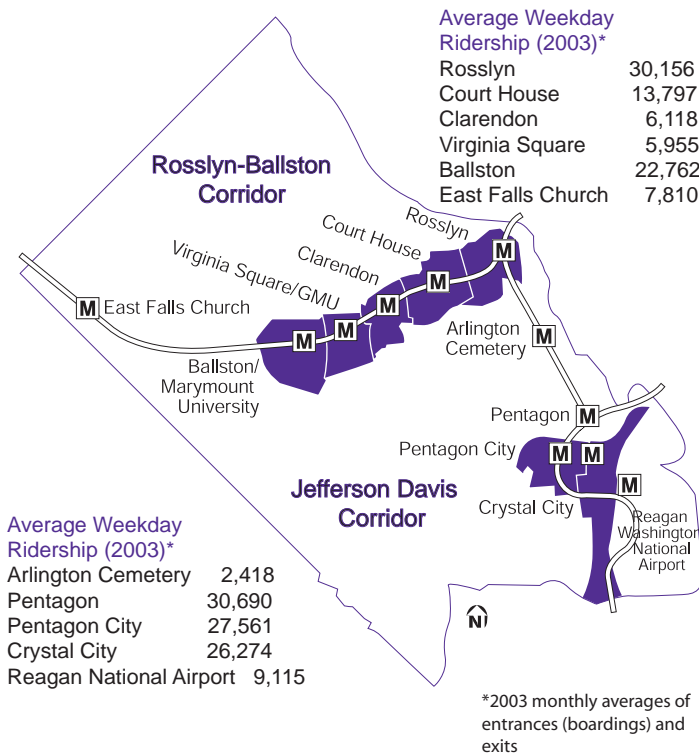 Average Weekday
Ridership (2003)*
Rosslyn 30,156
Court House 13,797
Clarendon 6,118
Virginia Square 5,955
Ballston 22,762
East Falls Church 7,810
Rosslyn-Ballston
Corridor
Rosslyn
Court House
Clarendon
Virginia Square/GMU
M
M
M
M
M
M
East Falls Church
Ballston/
Marymount
University
Arlington
Cemetery
M
Pentagon
M
Pentagon City
M
M
M
Crystal City
Jefferson Davis
Corridor
Reagan
Washington
National
Airport
Average Weekday
Ridership (2003)*
Arlington Cemetery 2,418
Pentagon 30,690
Pentagon City 27,561
Crystal City 26,274
Reagan National Airport 9,115
N
*2003 monthly averages of
entrances (boardings) and
exits